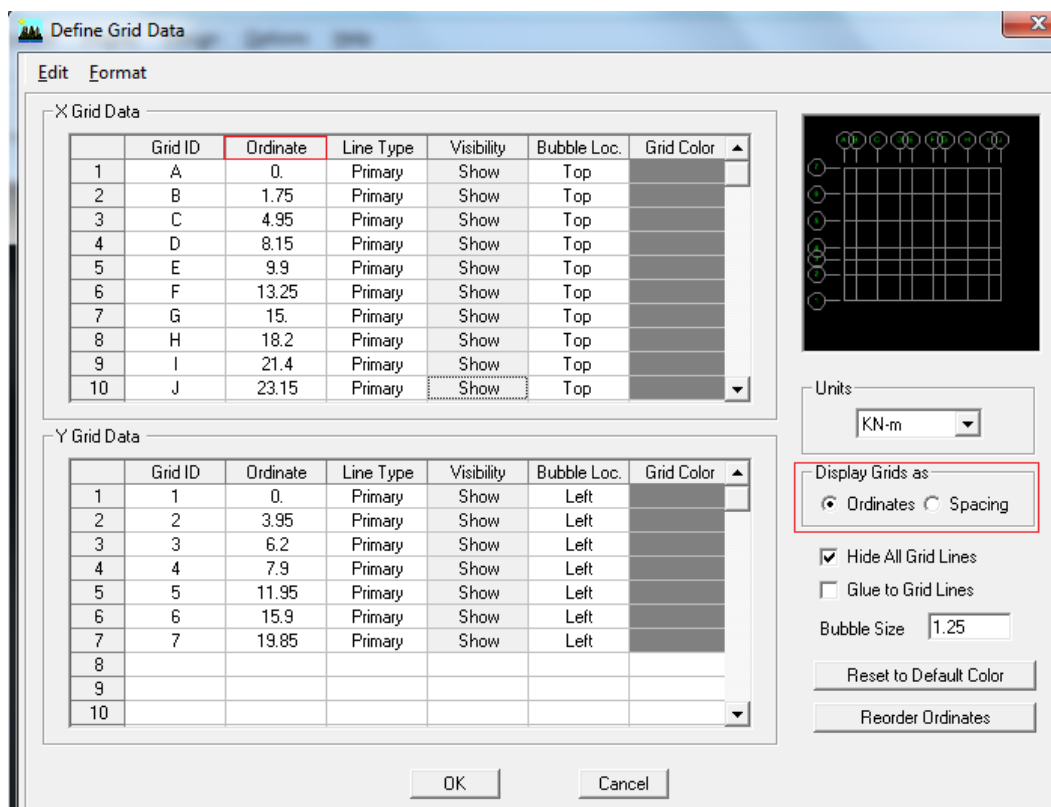 Define Grid Data
Edit Format
X Grid Data
Grid ID Ordinate Line Type Visibility Bubble Loc. Grid Color
1 A 0. Primary Show Top
2 B 1.75 Primary Show Top
3 C 4.95 Primary Show Top
4 D 8.15 Primary Show Top
5 E 9.9 Primary Show Top
6 F 13.25 Primary Show Top
7 G 15. Primary Show Top
8 H 18.2 Primary Show Top
9 I 21.4 Primary Show Top
10 J 23.15 Primary Show Top
Units
KN-m
Y Grid Data
Grid ID Ordinate Line Type Visibility Bubble Loc. Grid Color
1 1 0. Primary Show Left
2 2 3.95 Primary Show Left
3 3 6.2 Primary Show Left
4 4 7.9 Primary Show Left
5 5 11.95 Primary Show Left
6 6 15.9 Primary Show Left
7 7 19.85 Primary Show Left
8
9
10
Display Grids as
Ordinates Spacing
Hide All Grid Lines
Glue to Grid Lines
Bubble Size 1.25
Reset to Default Color
Reorder Ordinates
OK Cancel